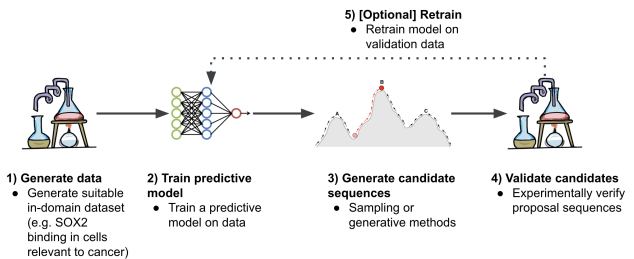 5) [Optional] Retrain
● Retrain model on
validation data
A
B
C
1) Generate data
● Generate suitable
in-domain dataset
(e.g. SOX2
binding in cells
relevant to cancer)
2) Train predictive
model
● Train a predictive
model on data
3) Generate candidate
sequences
● Sampling or
generative methods
4) Validate candidates
● Experimentally verify
proposal sequences